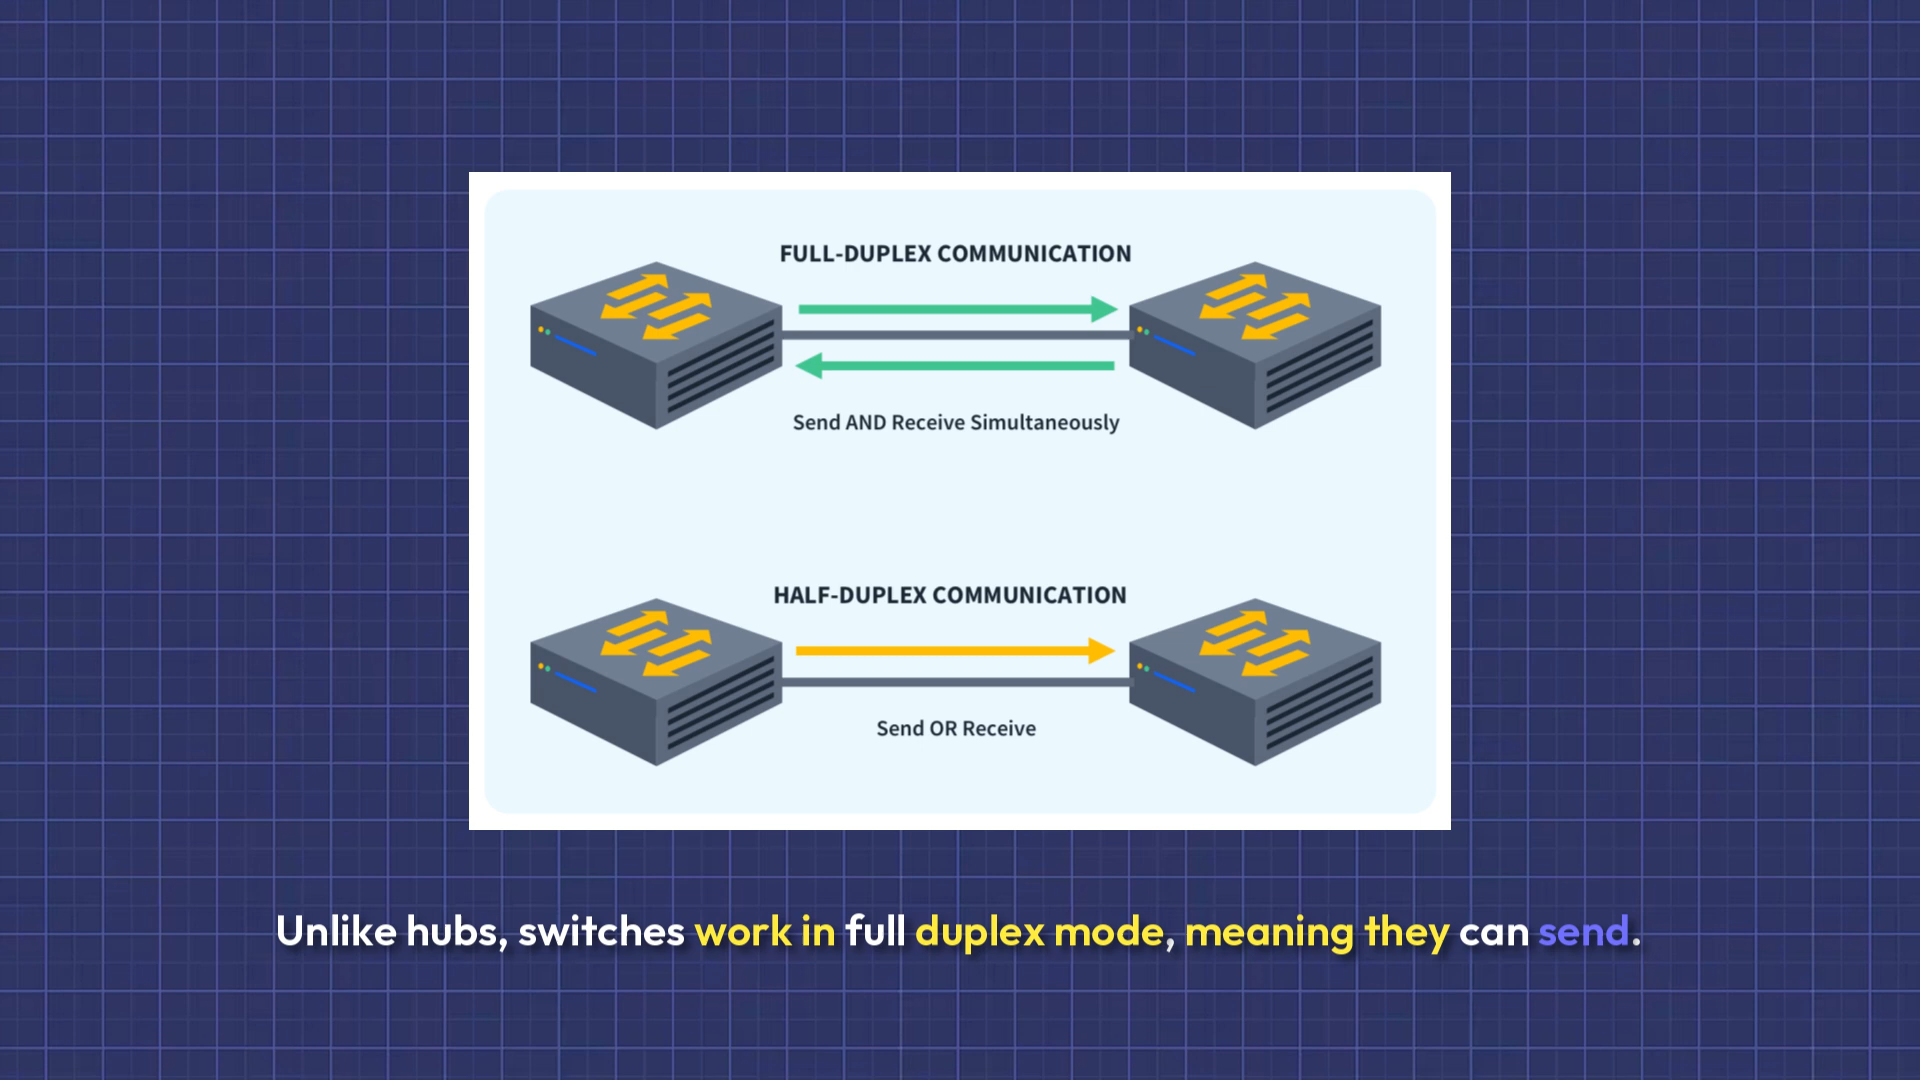 FULL-DUPLEX COMMUNICATION
Send AND Receive Simultaneously
HALF-DUPLEX COMMUNICATION
Send OR Receive
Unlike hubs, switches work in full duplex mode, meaning they can send.